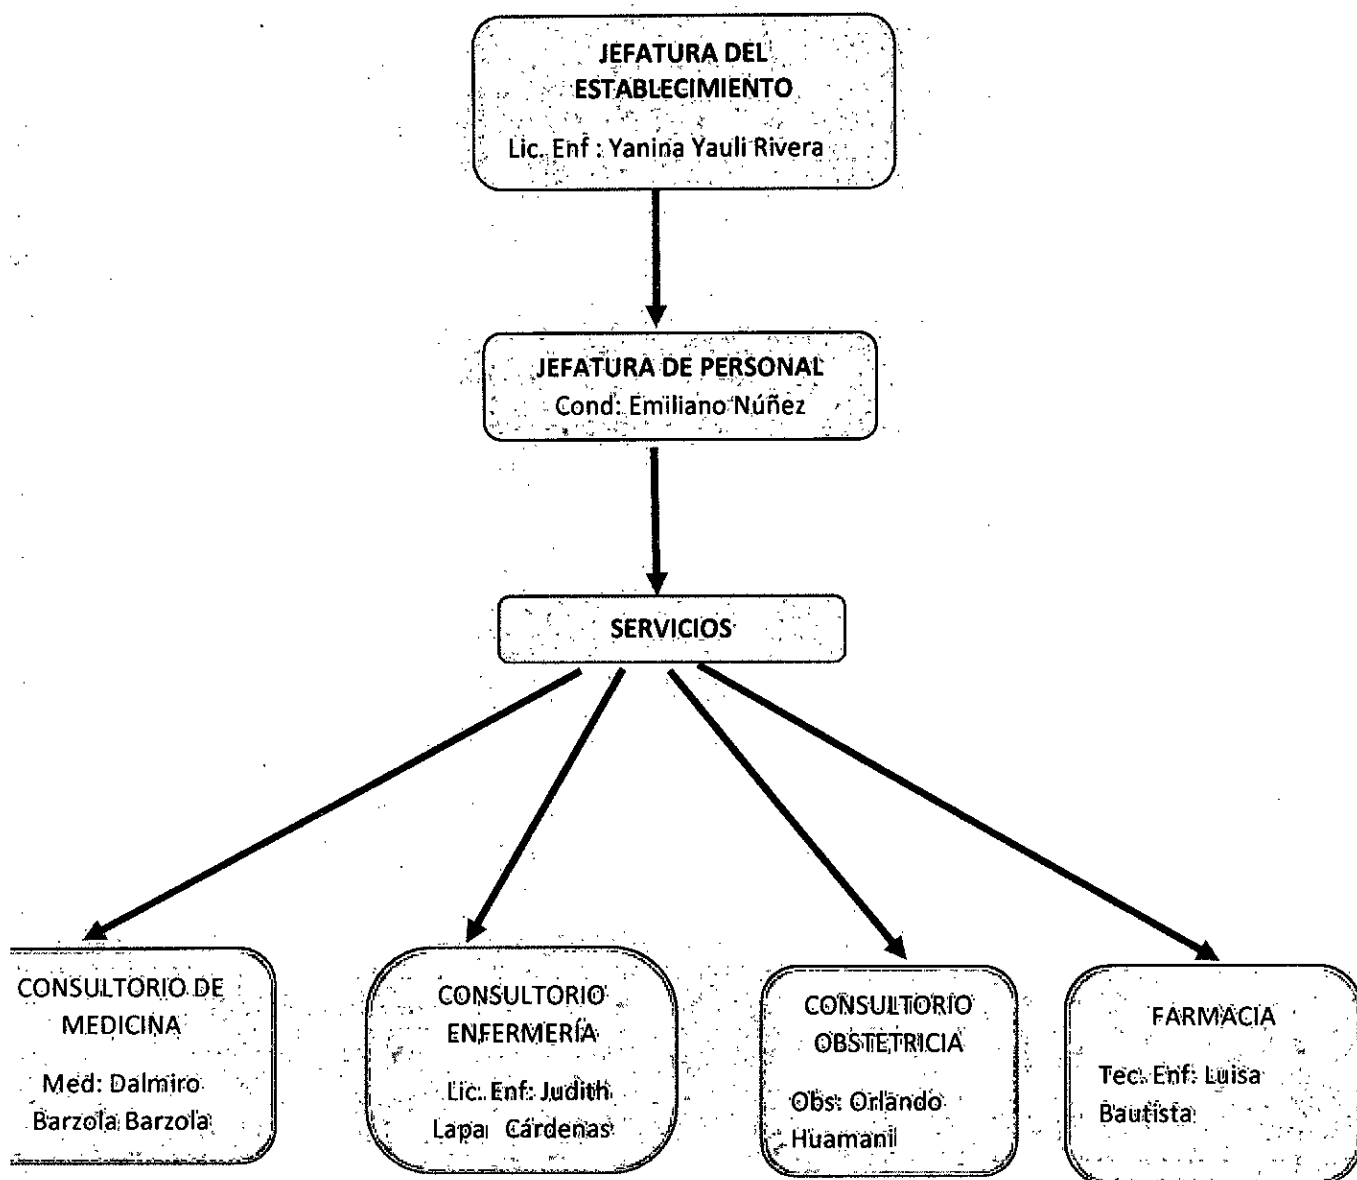 JEFATURA DEL
ESTABLECIMIENTO
Lic. Enf : Yanina Yauli Rivera
JEFATURA DE PERSONAL
Cond: Emiliano Núñez
SERVICIOS
CONSULTORIO DE
MEDICINA
Med: Dalmiro
Barzola Barzola
CONSULTORIO
ENFERMERÍA
Lic. Enf: Judith
Lapa Cárdenas
CONSULTORIO
OBSTETRICIA
Obs: Orlando
Huamani
FARMACIA
Tec. Enf: Luisa
Bautista